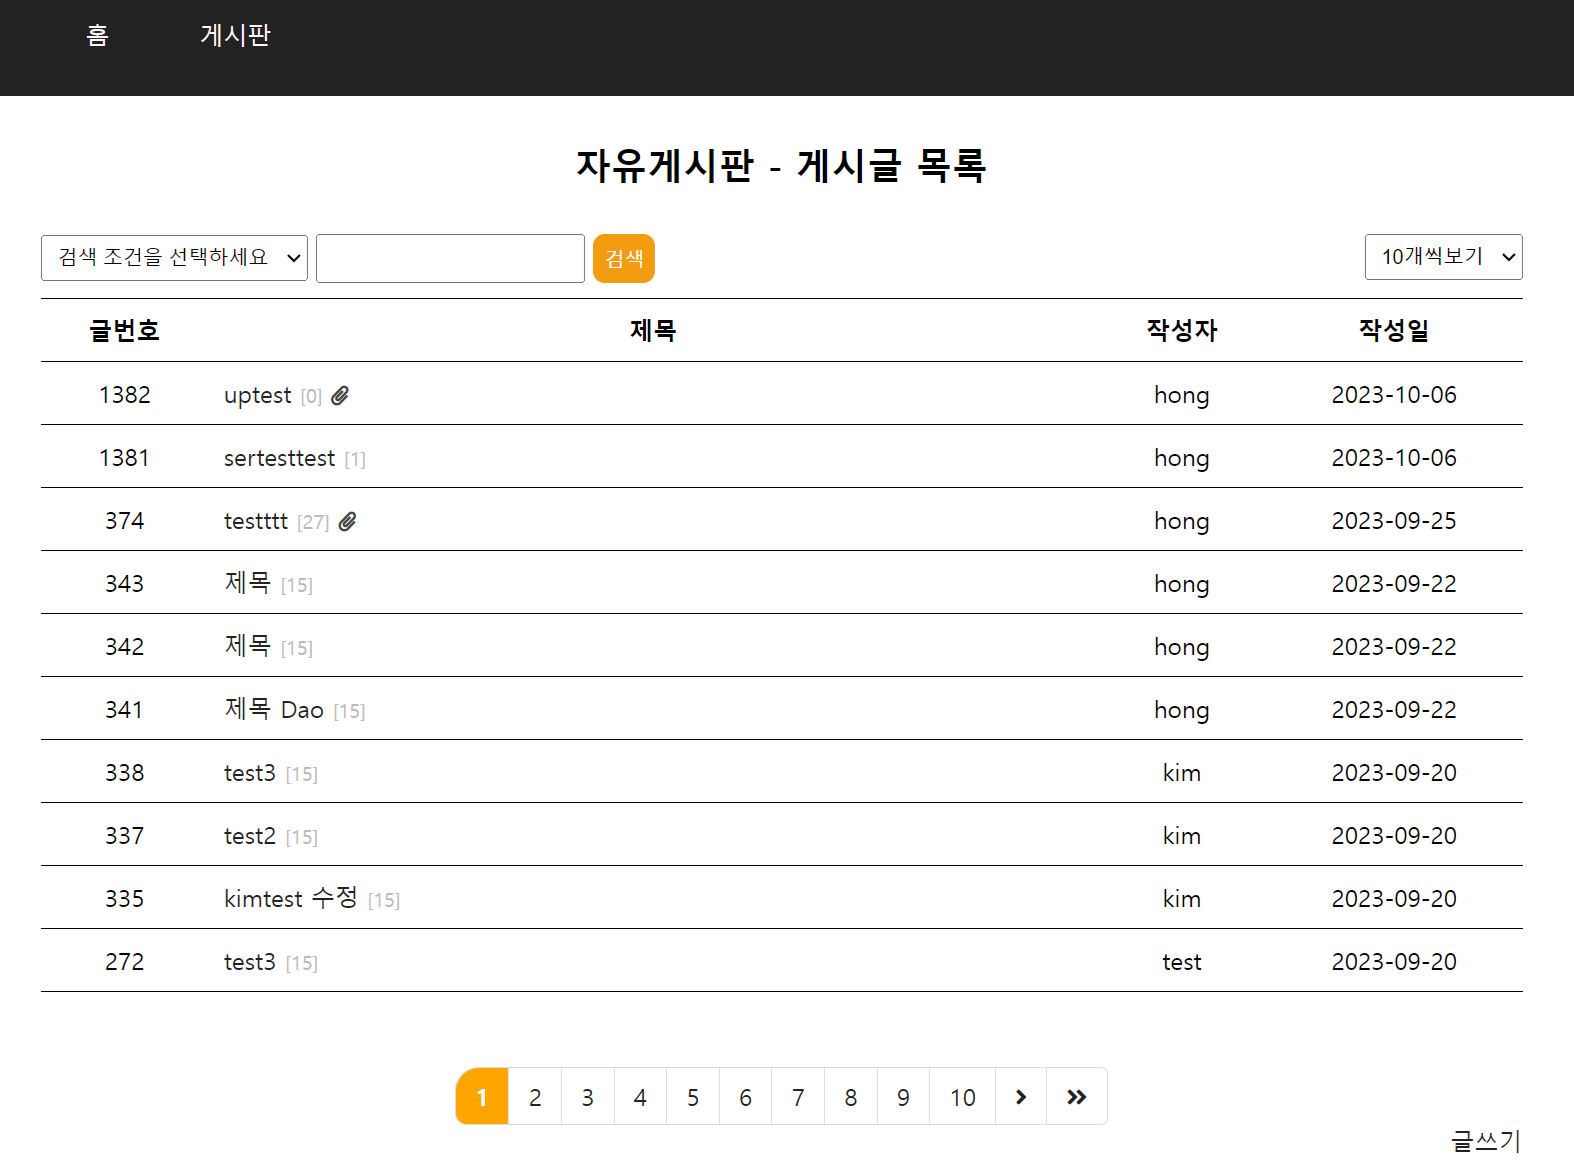 홈 게시판
자유게시판 - 게시글 목록
검색 조건을 선택하세요 검색 10개씩보기
글번호 제목 작성자 작성일
1382 uptest [0] hong 2023-10-06
1381 sertesttest [1] hong 2023-10-06
374 testttt [27] hong 2023-09-25
343 제목 [15] hong 2023-09-22
342 제목 [15] hong 2023-09-22
341 제목 Dao [15] hong 2023-09-22
338 test3 [15] kim 2023-09-20
337 test2 [15] kim 2023-09-20
335 kimtest 수정 [15] kim 2023-09-20
272 test3 [15] test 2023-09-20
1 2 3 4 5 6 7 8 9 10 › »
글쓰기